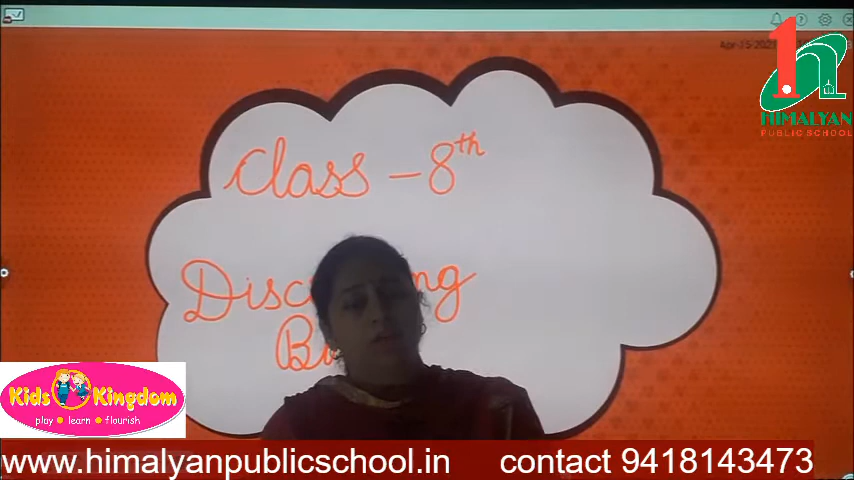 HIMALYAN
PUBLIC SCHOOL
Class - 8th
Kids Kingdom
play learn flourish
www.himalyanpublicschool.in contact 9418143473